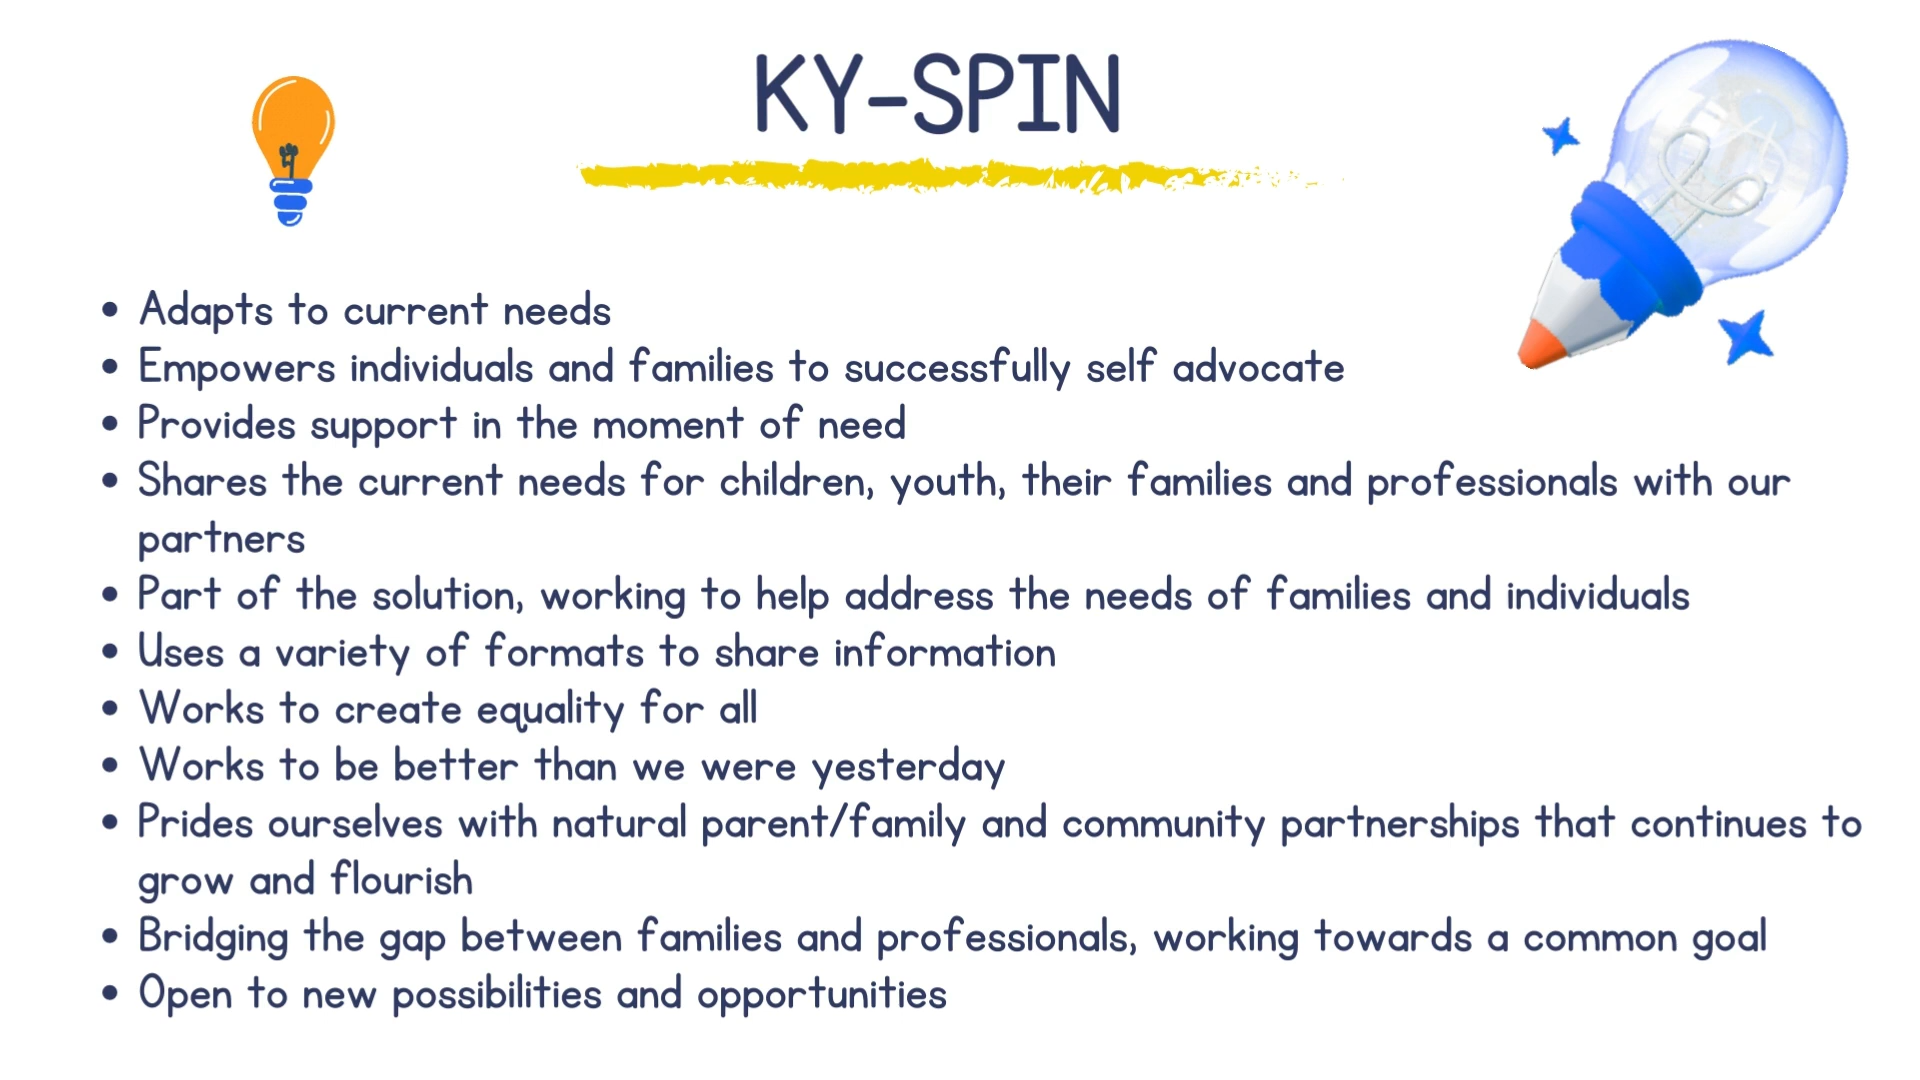 KY-SPIN
• Adapts to current needs
• Empowers individuals and families to successfully self advocate
• Provides support in the moment of need
• Shares the current needs for children, youth, their families and professionals with our
partners
• Part of the solution, working to help address the needs of families and individuals
• Uses a variety of formats to share information
• Works to create equality for all
• Works to be better than we were yesterday
• Prides ourselves with natural parent/family and community partnerships that continues to
grow and flourish
• Bridging the gap between families and professionals, working towards a common goal
• Open to new possibilities and opportunities